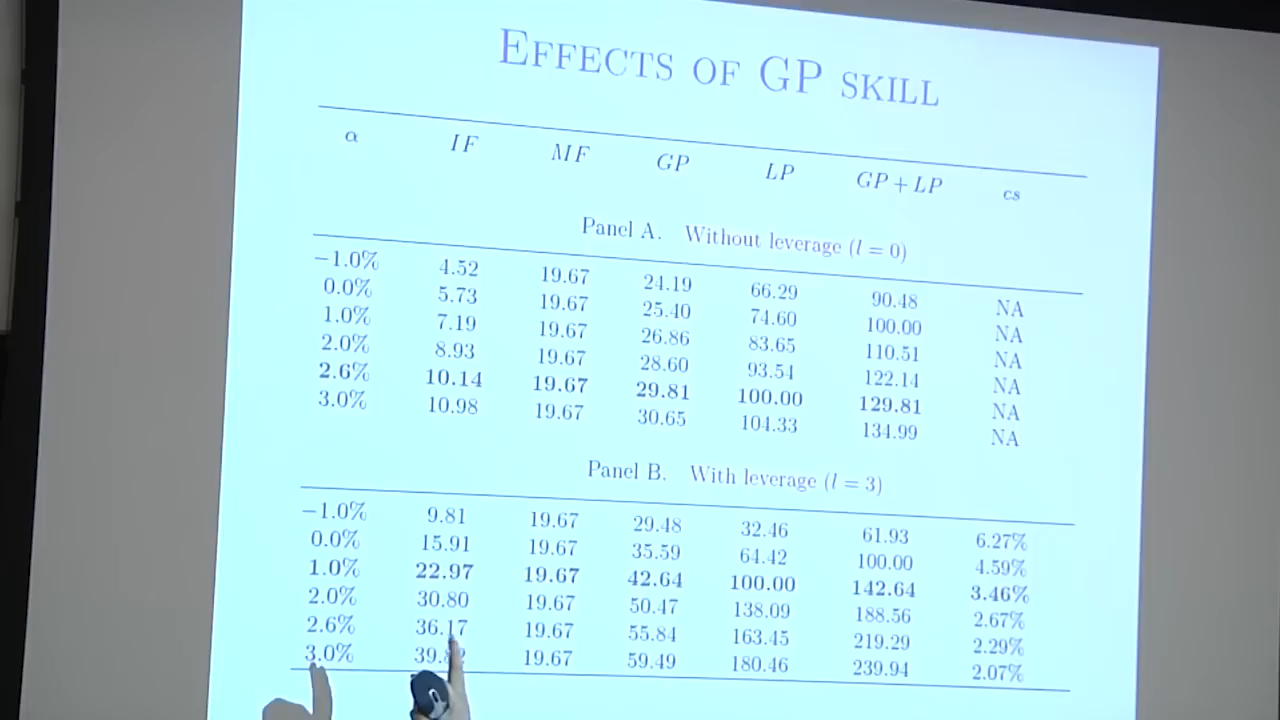 EFFECTS OF GP SKILL
α IF MF GP LP GP + LP cs
Panel A. Without leverage (l = 0)
−1.0% 4.52 19.67 24.19 66.29 90.48 NA
0.0% 5.73 19.67 25.40 74.60 100.00 NA
1.0% 7.19 19.67 26.86 83.65 110.51 NA
2.0% 8.93 19.67 28.60 93.54 122.14 NA
2.6% 10.14 19.67 29.81 100.00 129.81 NA
3.0% 10.98 19.67 30.65 104.33 134.99 NA
Panel B. With leverage (l = 3)
−1.0% 9.81 19.67 29.48 32.46 61.93 6.27%
0.0% 15.91 19.67 35.59 64.42 100.00 4.59%
1.0% 22.97 19.67 42.64 100.00 142.64 3.46%
2.0% 30.80 19.67 50.47 138.09 188.56 2.67%
2.6% 36.17 19.67 55.84 163.45 219.29 2.29%
3.0% 19.67 59.49 180.46 239.94 2.07%